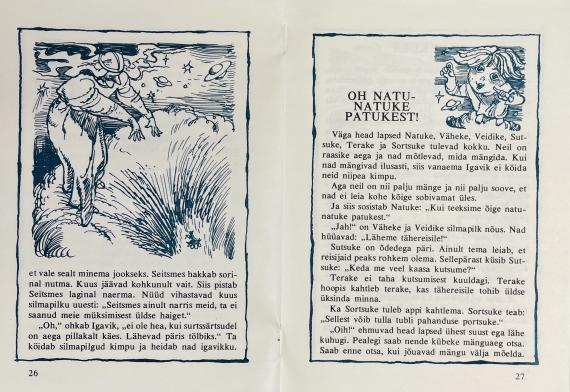 et vale sealt minema jookseks. Seitsmes hakkab sori-
nal nutma. Kuus jäävad kohkunult vait. Siis pistab
Seitsmes laginal naerma. Nüüd vihastavad kuus
silmapilku uuesti: „Seitsmes ainult narris meid, ta ei
saanud meie müksimisest üldse haiget.“
„Oh,“ ohkab Igavik, „ei ole hea, kui surtssärtsudel
on aega pillakalt käes. Lähevad päris tölbiks.“ Ta
köidab silmapilgud kimpu ja heidab nad igavikku.
26
OH NATU-
NATUKE
PATUKEST!
Väga head lapsed Natuke, Väheke, Veidike, Sut-
suke, Terake ja Sortsuke tulevad kokku. Neil on
raasike aega ja nad mõtlevad, mida mängida. Kui
nad mängivad ilusasti, siis vanaema Igavik ei köida
neid niipea kimpu.
Aga neil on nii palju mänge ja nii palju soove, et
nad ei leia kohe kõige sobivamat üles.
Ja siis sosistab Natuke: „Kui teeksime õige natu-
natuke patukest.“
„Jah!“ on Väheke ja Veidike silmapilk nõus. Nad
hüüavad: „Läheme tähereisile!“
Sutsuke on õdedega päri. Ainult tema leiab, et
reisijaid peaks rohkem olema. Sellepärast küsib Sut-
suke: „Keda me veel kaasa kutsume?“
Terake ei taha kutsumisest kuuldagi. Terake
hoopis kahtleb terake, kas tähereisile tohib üldse
üksinda minna.
Ka Sortsuke tuleb appi kahtlema. Sortsuke teab:
„Sellest võib tulla tubli pahanduse portsuke.“
„Oih!“ ehmuvad head lapsed ühest suust ega lähe
kuhugi. Pealegi saab nende kübeke mänguaeg otsa.
Saab enne otsa, kui jõuavad mängu välja mõelda.
27